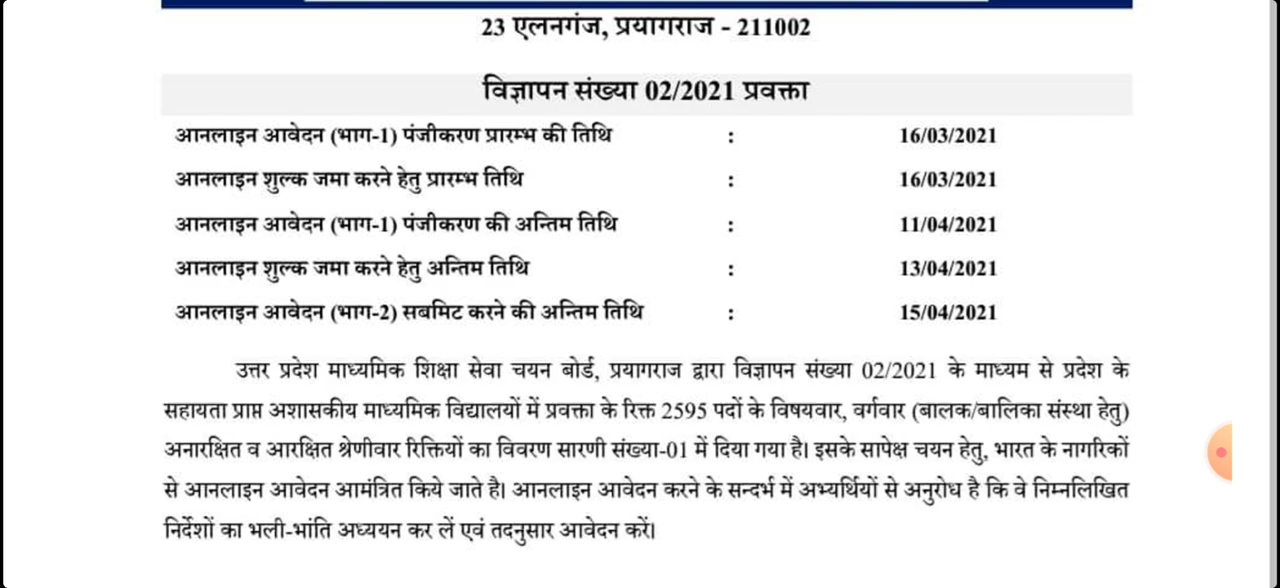 23 एलनगंज, प्रयागराज - 211002
विज्ञापन संख्या 02/2021 प्रवक्ता
आनलाइन आवेदन (भाग-1) पंजीकरण प्रारम्भ की तिथि : 16/03/2021
आनलाइन शुल्क जमा करने हेतु प्रारम्भ तिथि : 16/03/2021
आनलाइन आवेदन (भाग-1) पंजीकरण की अन्तिम तिथि : 11/04/2021
आनलाइन शुल्क जमा करने हेतु अन्तिम तिथि : 13/04/2021
आनलाइन आवेदन (भाग-2) सबमिट करने की अन्तिम तिथि : 15/04/2021
उत्तर प्रदेश माध्यमिक शिक्षा सेवा चयन बोर्ड, प्रयागराज द्वारा विज्ञापन संख्या 02/2021 के माध्यम से प्रदेश के
सहायता प्राप्त अशासकीय माध्यमिक विद्यालयों में प्रवक्ता के रिक्त 2595 पदों के विषयवार, वर्गवार (बालक/बालिका संस्था हेतु)
अनारक्षित व आरक्षित श्रेणीवार रिक्तियों का विवरण सारणी संख्या-01 में दिया गया है। इसके सापेक्ष चयन हेतु, भारत के नागरिकों
से आनलाइन आवेदन आमंत्रित किये जाते है। आनलाइन आवेदन करने के सन्दर्भ में अभ्यर्थियों से अनुरोध है कि वे निम्नलिखित
निर्देशों का भली-भांति अध्ययन कर लें एवं तदनुसार आवेदन करें।